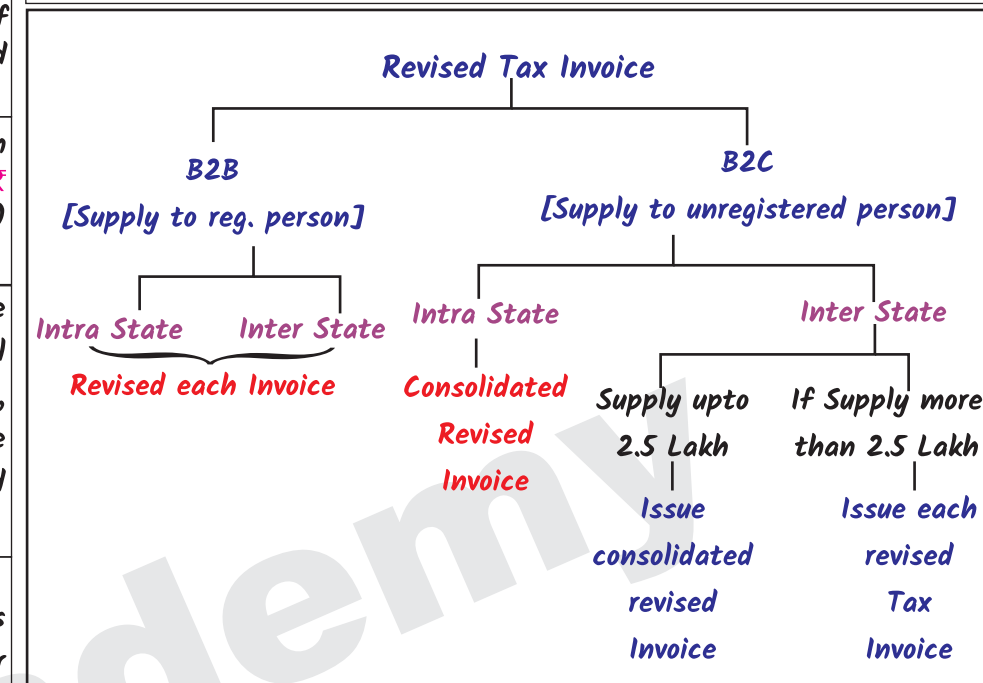 Revised Tax Invoice
B2B
[Supply to reg. person]
Intra State
Inter State
Revised each Invoice
B2C
[Supply to unregistered person]
Intra State
Consolidated
Revised
Invoice
Inter State
Supply upto
2.5 Lakh
Issue
consolidated
revised
Invoice
If Supply more
than 2.5 Lakh
Issue each
revised
Tax
Invoice
demy